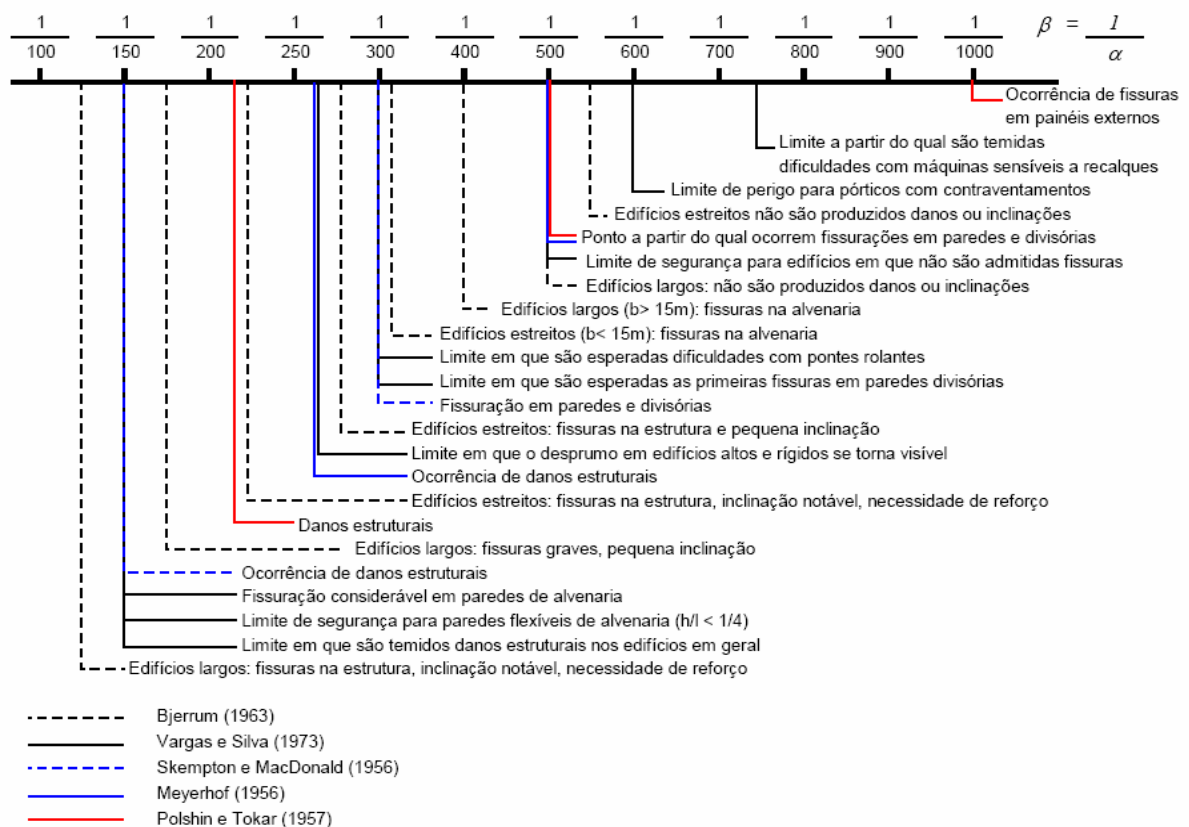 1 1 1 1 1 1 1 1 1 1 1 1 β = 1
100 150 200 250 300 400 500 600 700 800 900 1000 α
Ocorrência de fissuras
em painéis externos
Limite a partir do qual são temidas
dificuldades com máquinas sensíveis a recalques
Limite de perigo para pórticos com contraventamentos
Edifícios estreitos não são produzidos danos ou inclinações
Ponto a partir do qual ocorrem fissurações em paredes e divisórias
Limite de segurança para edifícios em que não são admitidas fissuras
Edifícios largos: não são produzidos danos ou inclinações
Edifícios largos (b> 15m): fissuras na alvenaria
Edifícios estreitos (b< 15m): fissuras na alvenaria
Limite em que são esperadas dificuldades com pontes rolantes
Limite em que são esperadas as primeiras fissuras em paredes divisórias
Fissuração em paredes e divisórias
Edifícios estreitos: fissuras na estrutura e pequena inclinação
Limite em que o desprumo em edifícios altos e rígidos se torna visível
Ocorrência de danos estruturais
Edifícios estreitos: fissuras na estrutura, inclinação notável, necessidade de reforço
Danos estruturais
Edifícios largos: fissuras graves, pequena inclinação
Ocorrência de danos estruturais
Fissuração considerável em paredes de alvenaria
Limite de segurança para paredes flexíveis de alvenaria (h/l < 1/4)
Limite em que são temidos danos estruturais nos edifícios em geral
Edifícios largos: fissuras na estrutura, inclinação notável, necessidade de reforço
Bjerrum (1963)
Vargas e Silva (1973)
Skempton e MacDonald (1956)
Meyerhof (1956)
Polshin e Tokar (1957)